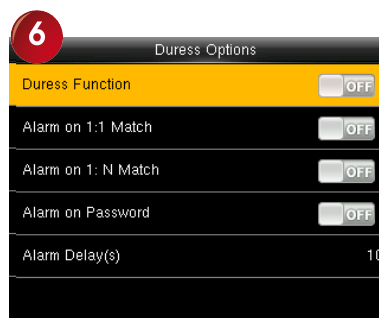 6
Duress Options
Duress Function OFF
Alarm on 1:1 Match OFF
Alarm on 1: N Match OFF
Alarm on Password OFF
Alarm Delay(s) 10